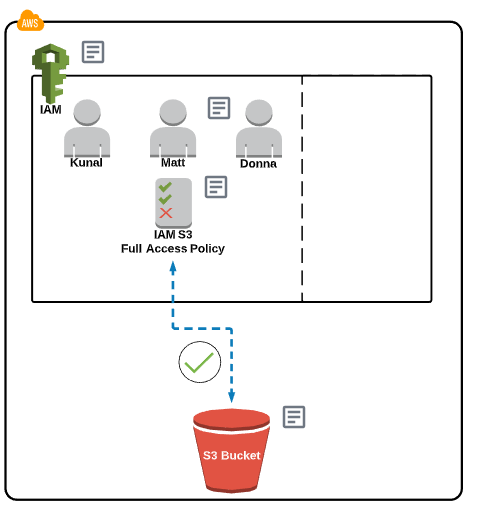 AWS
IAM
Kunal
Matt
Donna
IAM S3
Full Access Policy
S3 Bucket